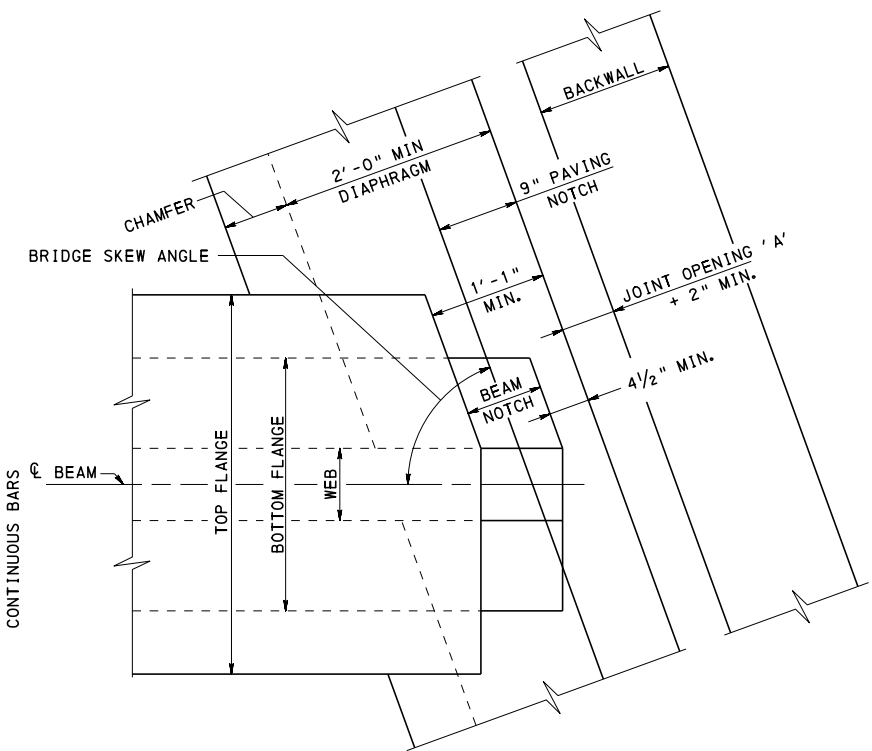 BACKWALL
2'-0" MIN
DIAPHRAGM
9" PAVING
NOTCH
CHAMFER
BRIDGE SKEW ANGLE
JOINT OPENING 'A'
+ 2" MIN.
1'-1"
MIN.
4½" MIN.
BEAM
NOTCH
℄ BEAM
TOP FLANGE
BOTTOM FLANGE
WEB
CONTINUOUS BARS